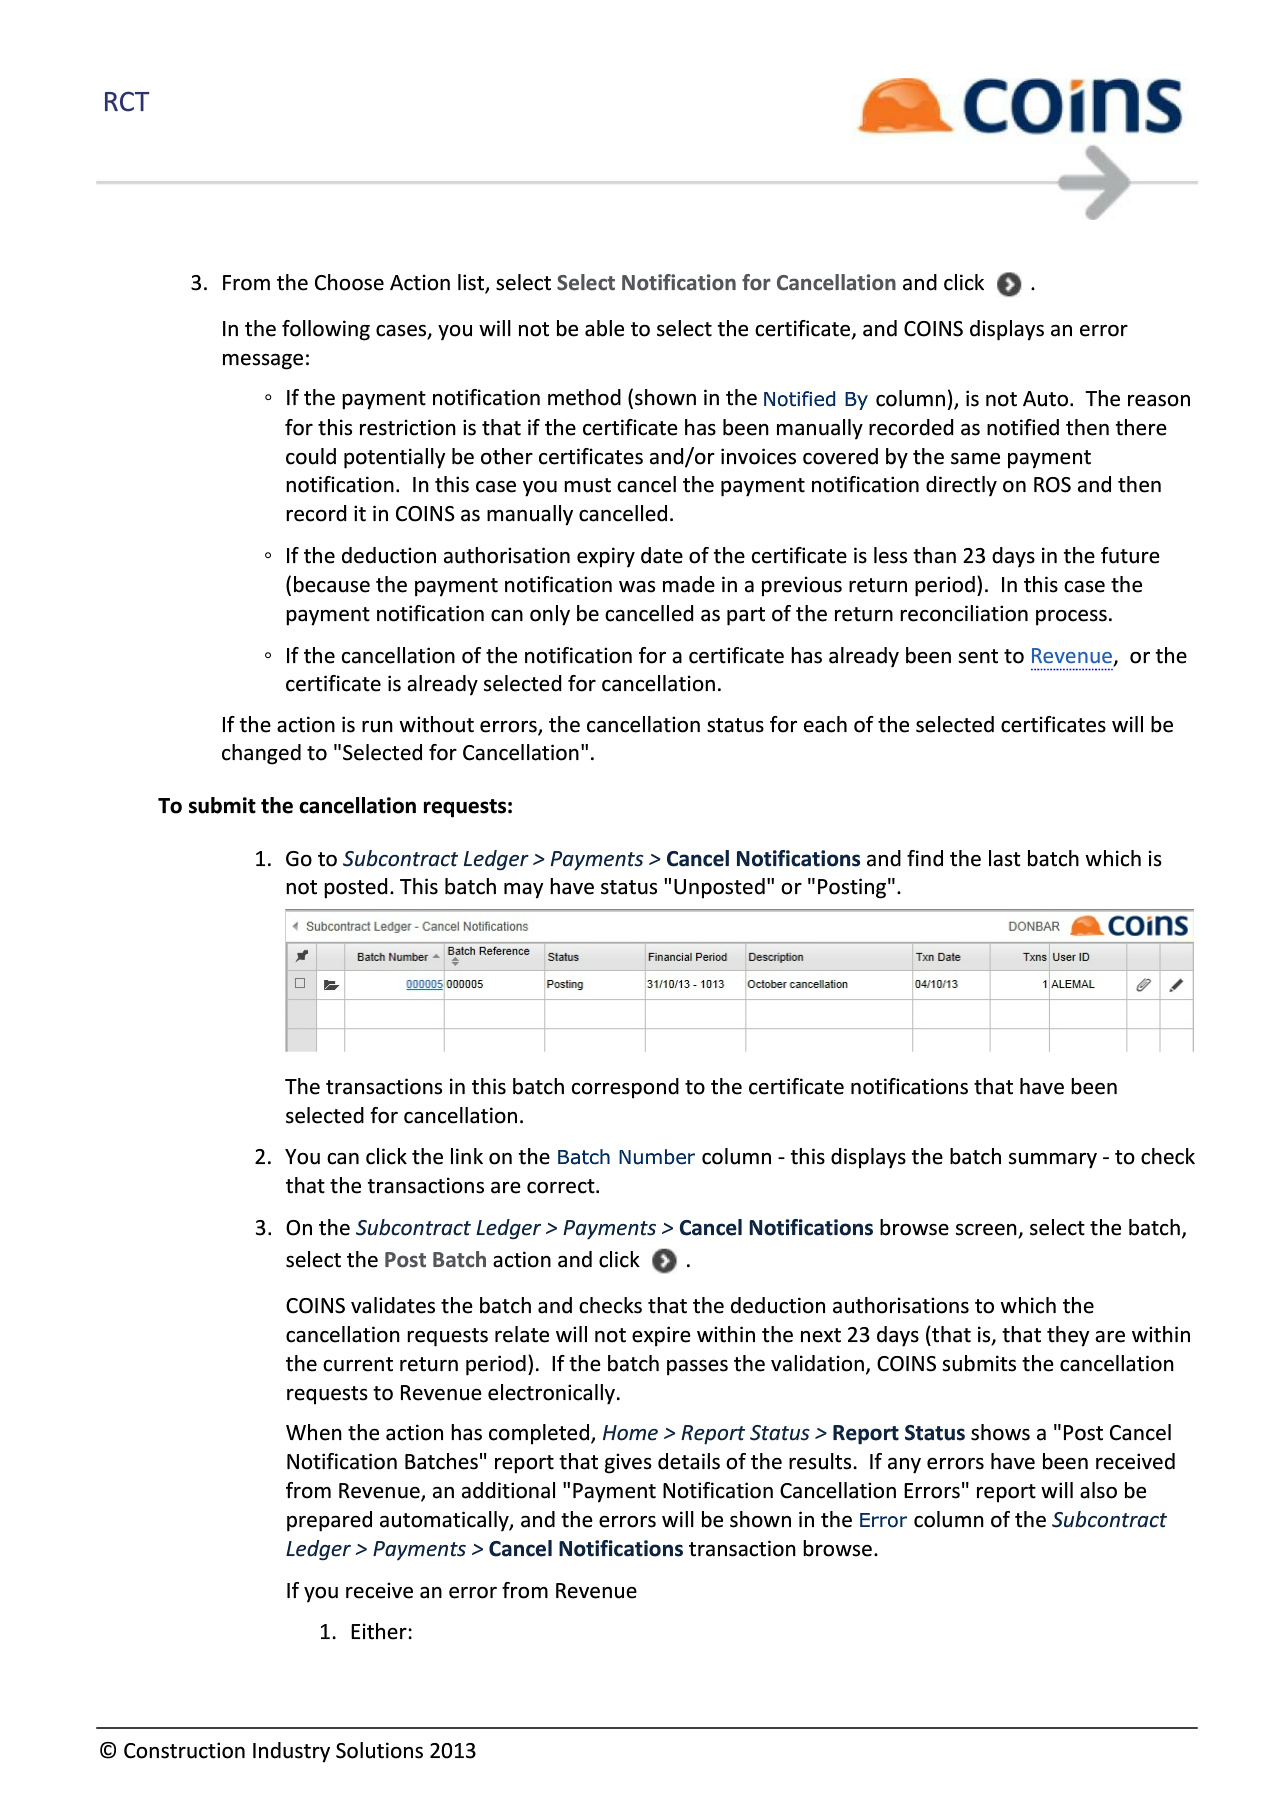 RCT
COINS
3. From the Choose Action list, select Select Notification for Cancellation and click .
In the following cases, you will not be able to select the certificate, and COINS displays an error
message:
◦ If the payment notification method (shown in the Notified By column), is not Auto. The reason
for this restriction is that if the certificate has been manually recorded as notified then there
could potentially be other certificates and/or invoices covered by the same payment
notification. In this case you must cancel the payment notification directly on ROS and then
record it in COINS as manually cancelled.
◦ If the deduction authorisation expiry date of the certificate is less than 23 days in the future
(because the payment notification was made in a previous return period). In this case the
payment notification can only be cancelled as part of the return reconciliation process.
◦ If the cancellation of the notification for a certificate has already been sent to Revenue, or the
certificate is already selected for cancellation.
If the action is run without errors, the cancellation status for each of the selected certificates will be
changed to "Selected for Cancellation".
To submit the cancellation requests:
1. Go to Subcontract Ledger > Payments > Cancel Notifications and find the last batch which is
not posted. This batch may have status "Unposted" or "Posting".
Subcontract Ledger - Cancel Notifications DONBAR COINS
Batch Number Batch Reference Status Financial Period Description Txn Date Txns User ID
000005 000005 Posting 31/10/13 - 1013 October cancellation 04/10/13 1 ALEMAL
The transactions in this batch correspond to the certificate notifications that have been
selected for cancellation.
2. You can click the link on the Batch Number column - this displays the batch summary - to check
that the transactions are correct.
3. On the Subcontract Ledger > Payments > Cancel Notifications browse screen, select the batch,
select the Post Batch action and click .
COINS validates the batch and checks that the deduction authorisations to which the
cancellation requests relate will not expire within the next 23 days (that is, that they are within
the current return period). If the batch passes the validation, COINS submits the cancellation
requests to Revenue electronically.
When the action has completed, Home > Report Status > Report Status shows a "Post Cancel
Notification Batches" report that gives details of the results. If any errors have been received
from Revenue, an additional "Payment Notification Cancellation Errors" report will also be
prepared automatically, and the errors will be shown in the Error column of the Subcontract
Ledger > Payments > Cancel Notifications transaction browse.
If you receive an error from Revenue
1. Either:
© Construction Industry Solutions 2013